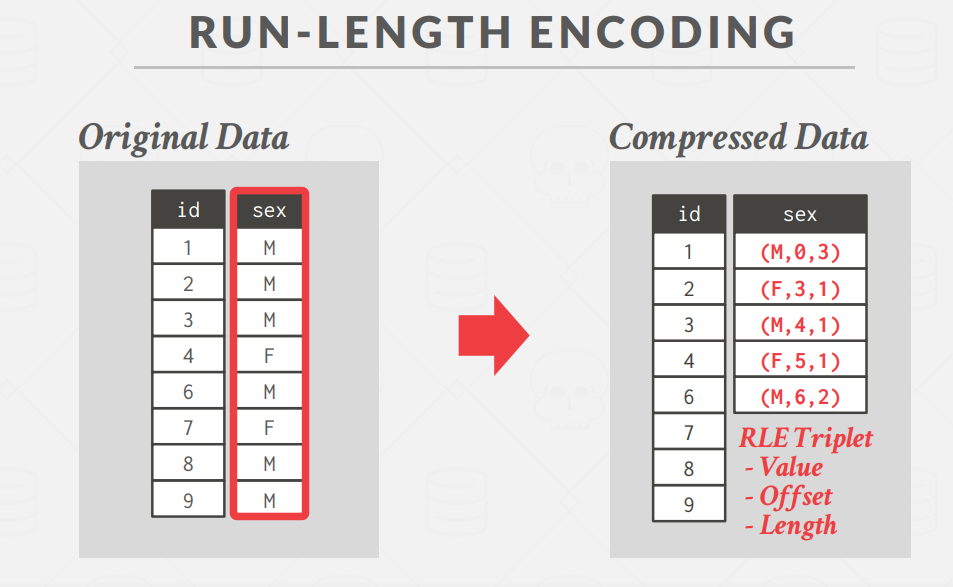 RUN-LENGTH ENCODING
Original Data
id sex
1 M
2 M
3 M
4 F
6 M
7 F
8 M
9 M
Compressed Data
id sex
1 (M,0,3)
2 (F,3,1)
3 (M,4,1)
4 (F,5,1)
6 (M,6,2)
7
8
9
RLE Triplet
- Value
- Offset
- Length